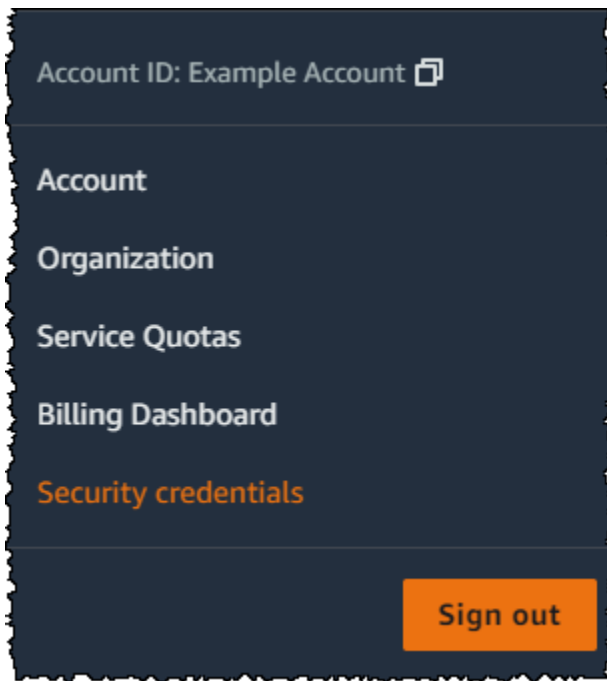 Account ID: Example Account
Account
Organization
Service Quotas
Billing Dashboard
Security credentials
Sign out